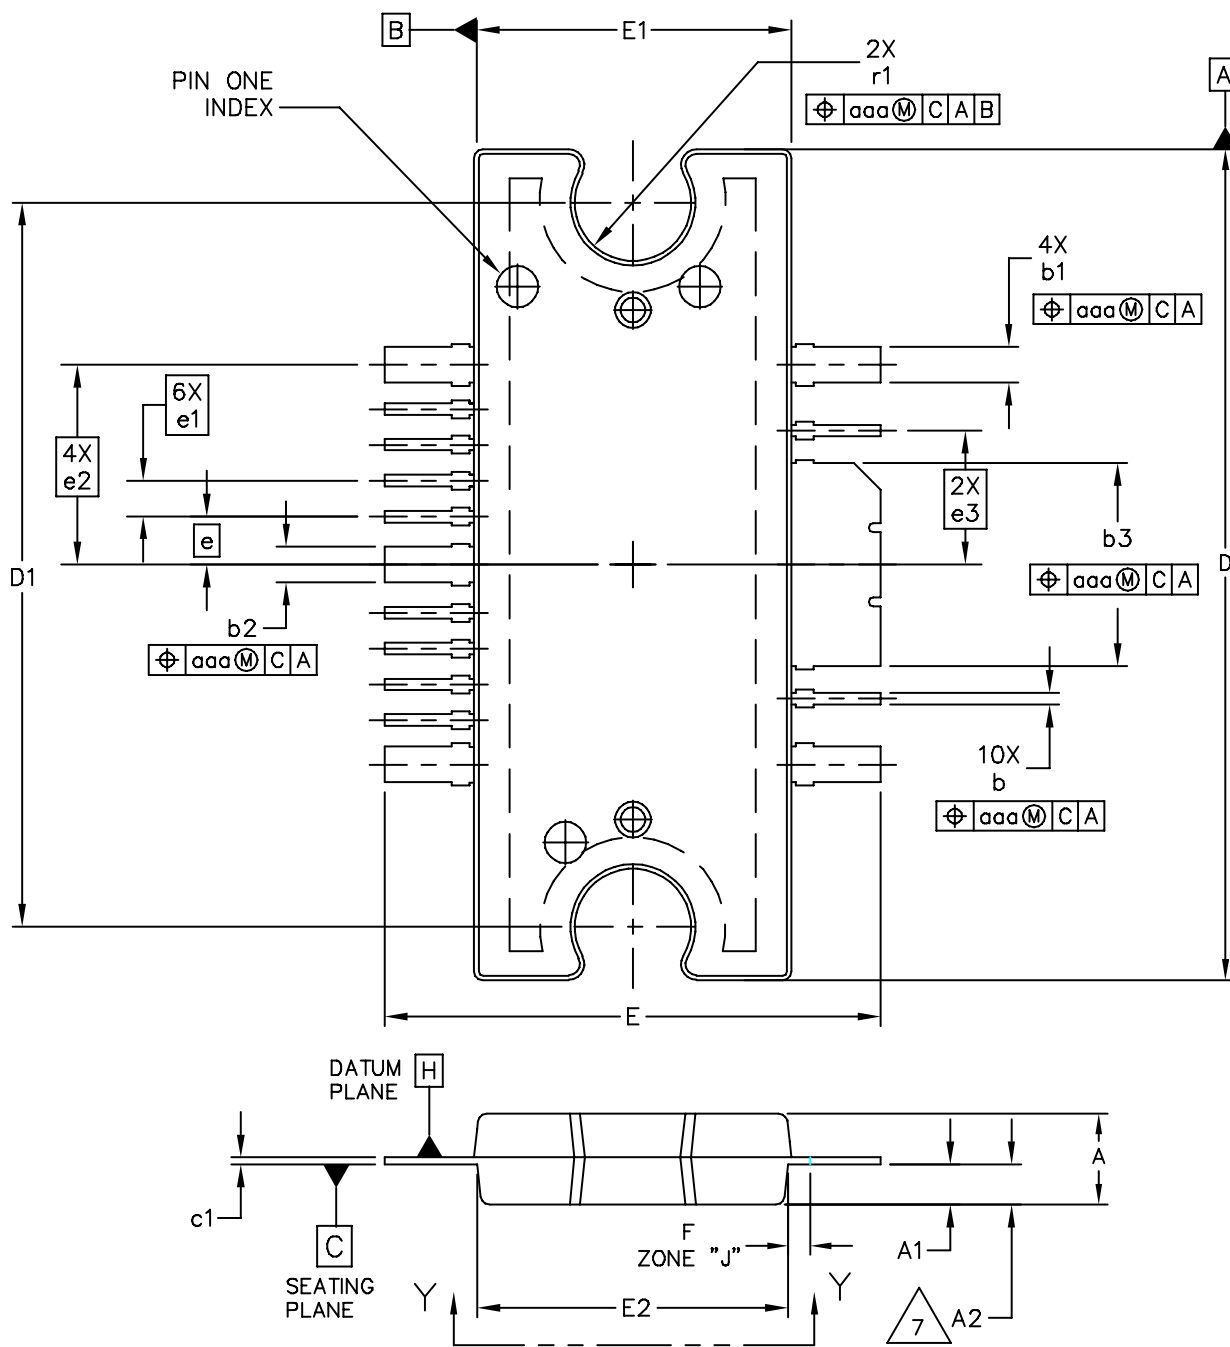 B
E1
2X
r1
⌖ aaa Ⓜ C A B
A
PIN ONE
INDEX
4X
b1
⌖ aaa Ⓜ C A
6X
e1
4X
e2
2X
e3
e
b3
⌖ aaa Ⓜ C A
D1
D
b2
⌖ aaa Ⓜ C A
10X
b
⌖ aaa Ⓜ C A
E
DATUM
PLANE
H
A
c1
C
SEATING
PLANE
F
ZONE "J"
A1
Y
Y
E2
7
A2